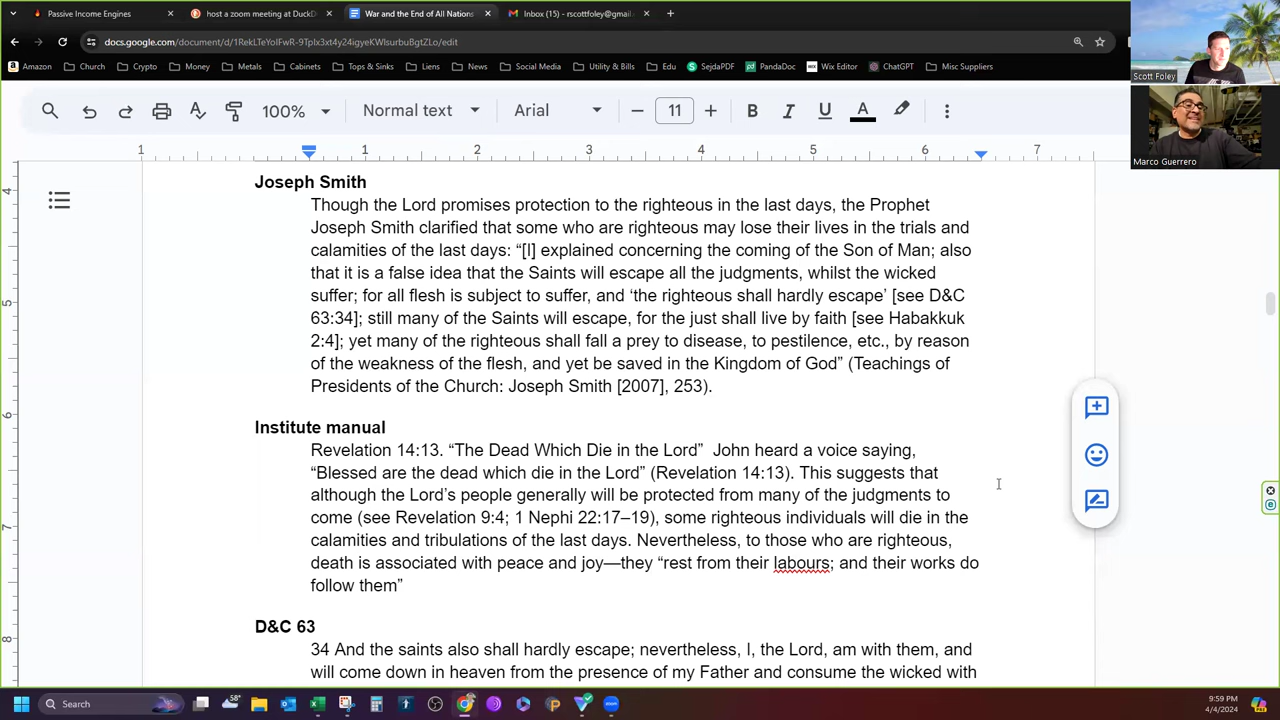 Passive Income Engines
host a zoom meeting at DuckD
War and the End of All Nations
Inbox (15) - rscottfoley@gmail
docs.google.com/document/d/1RekLTeYoIFwR-9Tplx3xt4y24igyeKWIsurbuBgtZLo/edit
Amazon Church Crypto Money Metals Cabinets Tops & Sinks Liens News Social Media Utility & Bills Edu SejdaPDF PandaDoc Wix Editor ChatGPT Misc Suppliers
Scott Foley
Marco Guerrero
100% Normal text Arial 11
1 1 2 3 4 5 6 7
4
5
6
7
8
Joseph Smith
Though the Lord promises protection to the righteous in the last days, the Prophet
Joseph Smith clarified that some who are righteous may lose their lives in the trials and
calamities of the last days: “[I] explained concerning the coming of the Son of Man; also
that it is a false idea that the Saints will escape all the judgments, whilst the wicked
suffer; for all flesh is subject to suffer, and ‘the righteous shall hardly escape’ [see D&C
63:34]; still many of the Saints will escape, for the just shall live by faith [see Habakkuk
2:4]; yet many of the righteous shall fall a prey to disease, to pestilence, etc., by reason
of the weakness of the flesh, and yet be saved in the Kingdom of God” (Teachings of
Presidents of the Church: Joseph Smith [2007], 253).
Institute manual
Revelation 14:13. “The Dead Which Die in the Lord”  John heard a voice saying,
“Blessed are the dead which die in the Lord” (Revelation 14:13). This suggests that
although the Lord’s people generally will be protected from many of the judgments to
come (see Revelation 9:4; 1 Nephi 22:17–19), some righteous individuals will die in the
calamities and tribulations of the last days. Nevertheless, to those who are righteous,
death is associated with peace and joy—they “rest from their labours; and their works do
follow them”
D&C 63
34 And the saints also shall hardly escape; nevertheless, I, the Lord, am with them, and
will come down in heaven from the presence of my Father and consume the wicked with
Search
58°
9:59 PM
4/4/2024